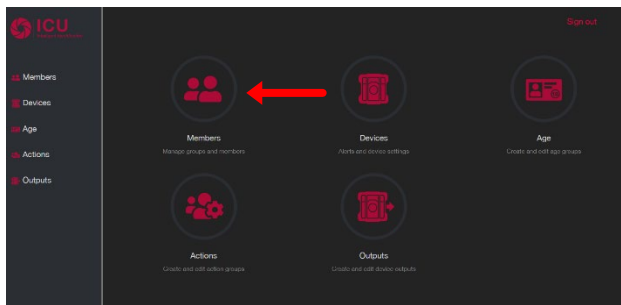 ICU
Sign out
Members
Devices
Age
Actions
Outputs
Members
Manage groups and members
Devices
Alerts and device settings
Age
Create and edit age groups
Actions
Create and edit action groups
Outputs
Create and edit device outputs